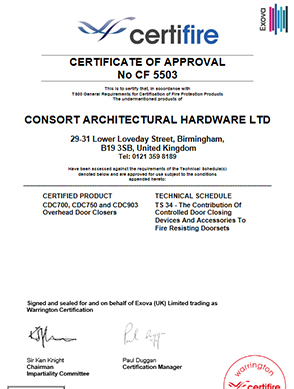 Exova
certifire
CERTIFICATE OF APPROVAL
No CF 5503
This is to certify that, in accordance with
TS00 General Requirements for Certification of Fire Protection Products
The undermentioned products of
CONSORT ARCHITECTURAL HARDWARE LTD
29-31 Lower Loveday Street, Birmingham,
B19 3SB, United Kingdom
Tel: 0121 359 8189
Have been assessed against the requirements of the Technical Schedule(s)
denoted below and are approved for use subject to the conditions
appended hereto:
CERTIFIED PRODUCT
CDC700, CDC750 and CDC903
Overhead Door Closers
TECHNICAL SCHEDULE
TS 34 - The Contribution Of
Controlled Door Closing
Devices And Accessories To
Fire Resisting Doorsets
Signed and sealed for and on behalf of Exova (UK) Limited trading as
Warrington Certification
Sir Ken Knight
Chairman
Impartiality Committee
Paul Duggan
Certification Manager
warrington
certifire